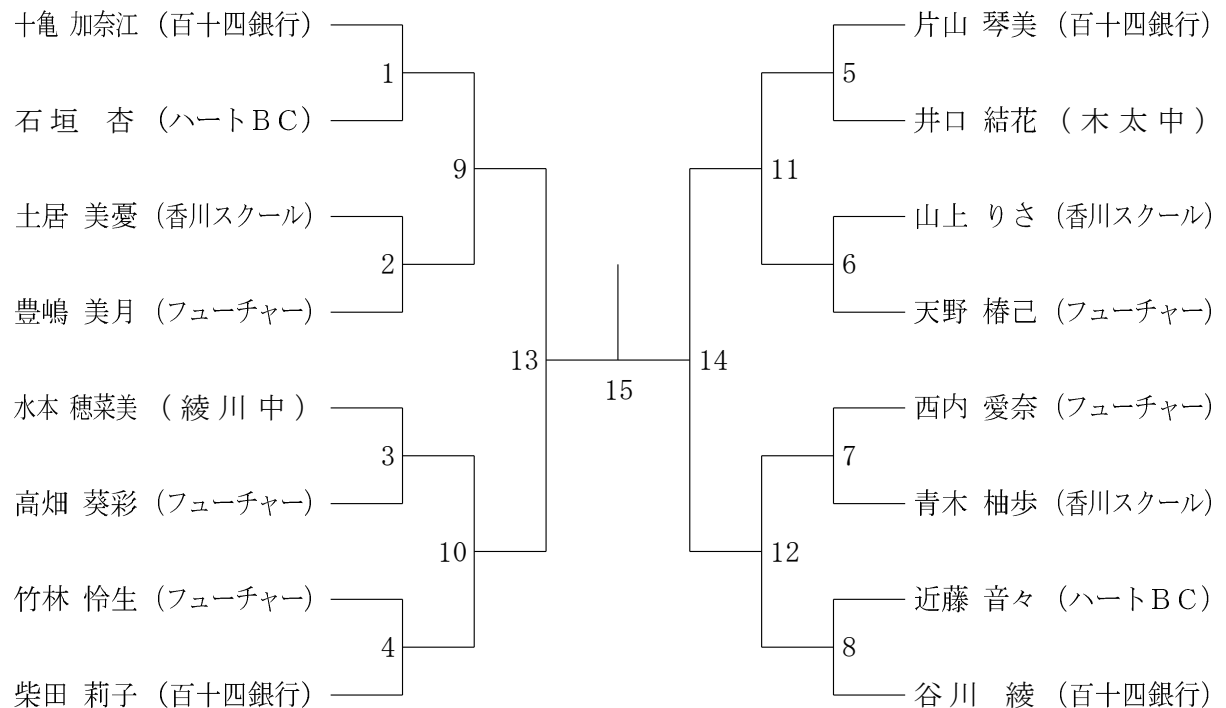 十亀 加奈江 (百十四銀行)
石垣 杏 (ハートＢＣ)
土居 美憂 (香川スクール)
豊嶋 美月 (フューチャー)
水本 穂菜美 (綾川中)
高畑 葵彩 (フューチャー)
竹林 怜生 (フューチャー)
柴田 莉子 (百十四銀行)
1
2
3
4
9
10
13
15
14
11
12
5
6
7
8
片山 琴美 (百十四銀行)
井口 結花 (木太中)
山上 りさ (香川スクール)
天野 椿己 (フューチャー)
西内 愛奈 (フューチャー)
青木 柚歩 (香川スクール)
近藤 音々 (ハートＢＣ)
谷川 綾 (百十四銀行)